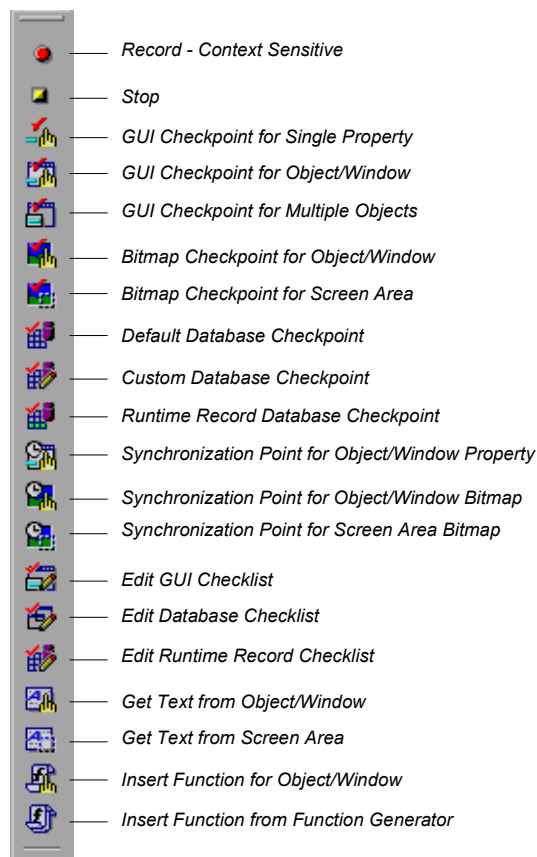 Record - Context Sensitive
Stop
GUI Checkpoint for Single Property
GUI Checkpoint for Object/Window
GUI Checkpoint for Multiple Objects
Bitmap Checkpoint for Object/Window
Bitmap Checkpoint for Screen Area
Default Database Checkpoint
Custom Database Checkpoint
Runtime Record Database Checkpoint
Synchronization Point for Object/Window Property
Synchronization Point for Object/Window Bitmap
Synchronization Point for Screen Area Bitmap
Edit GUI Checklist
Edit Database Checklist
Edit Runtime Record Checklist
Get Text from Object/Window
Get Text from Screen Area
Insert Function for Object/Window
Insert Function from Function Generator